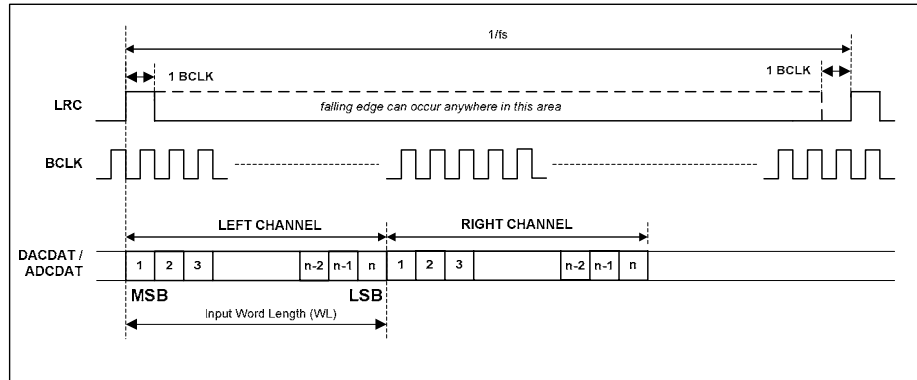 1/fs
1 BCLK
1 BCLK
LRC
falling edge can occur anywhere in this area
BCLK
LEFT CHANNEL
RIGHT CHANNEL
DACDAT /
ADCDAT
1 2 3 n-2 n-1 n 1 2 3 n-2 n-1 n
MSB LSB
Input Word Length (WL)